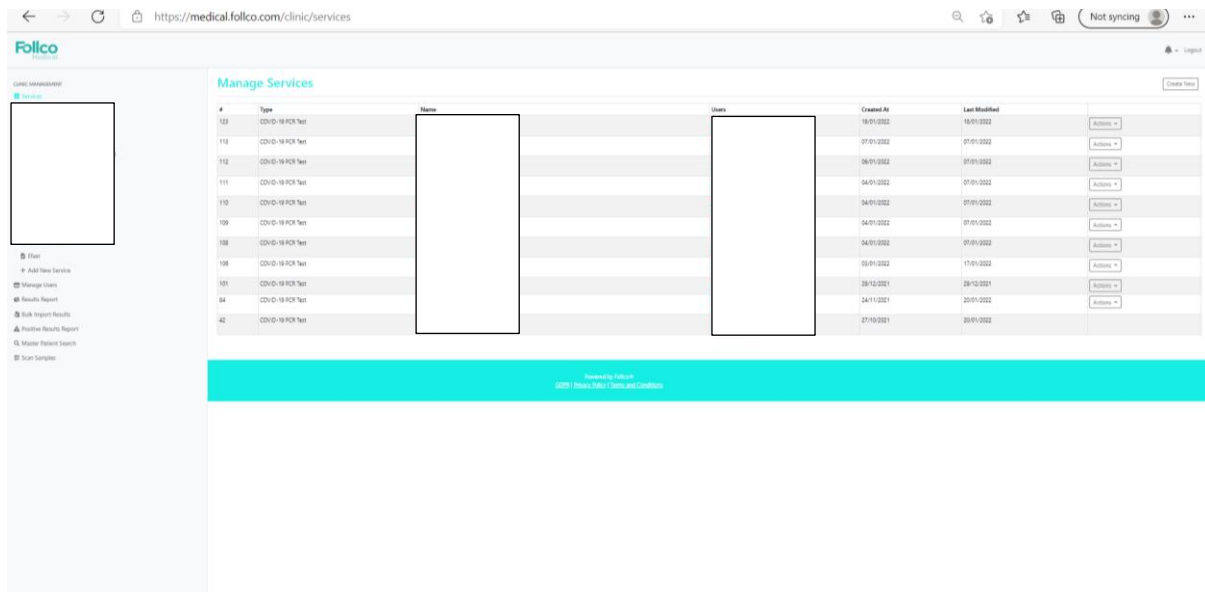 https://medical.follco.com/clinic/services
Not syncing
Follco
Medical
Logout
CLINIC MANAGEMENT
Services
Manage Services
Create New
# Type Name Users Created At Last Modified
123 COVID-19 PCR Test 18/01/2022 18/01/2022 Actions
113 COVID-19 PCR Test 07/01/2022 07/01/2022 Actions
112 COVID-19 PCR Test 06/01/2022 07/01/2022 Actions
111 COVID-19 PCR Test 04/01/2022 07/01/2022 Actions
110 COVID-19 PCR Test 04/01/2022 07/01/2022 Actions
109 COVID-19 PCR Test 04/01/2022 07/01/2022 Actions
COVID-19 PCR Test 04/01/2022 07/01/2022 Actions
COVID-19 PCR Test 17/01/2022 Actions
101 COVID-19 PCR Test 29/12/2021 29/12/2021 Actions
COVID-19 PCR Test 24/11/2021 20/01/2022 Actions
42 COVID-19 PCR Test 27/10/2021 20/01/2022
+ Add New Service
Manage Users
Results Report
Bulk Import Results
Positive Results Report
Master Patient Search
Scan Samples
Powered by Follco®
GDPR | Privacy Policy | Terms and Conditions